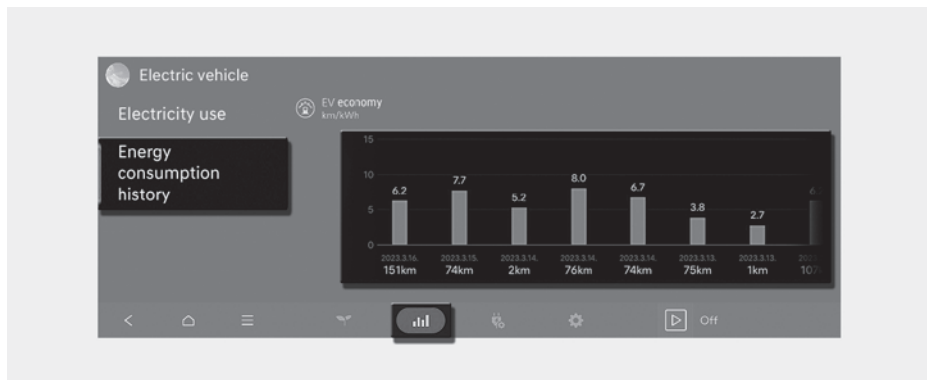 Electric vehicle
Electricity use
EV economy
km/kWh
Energy
consumption
history
15
10
5
0
6.2
7.7
5.2
8.0
6.7
3.8
2.7
2023.3.16.
2023.3.15.
2023.3.14.
2023.3.14.
2023.3.14.
2023.3.13.
2023.3.13.
151km
74km
2km
76km
74km
75km
1km
Off